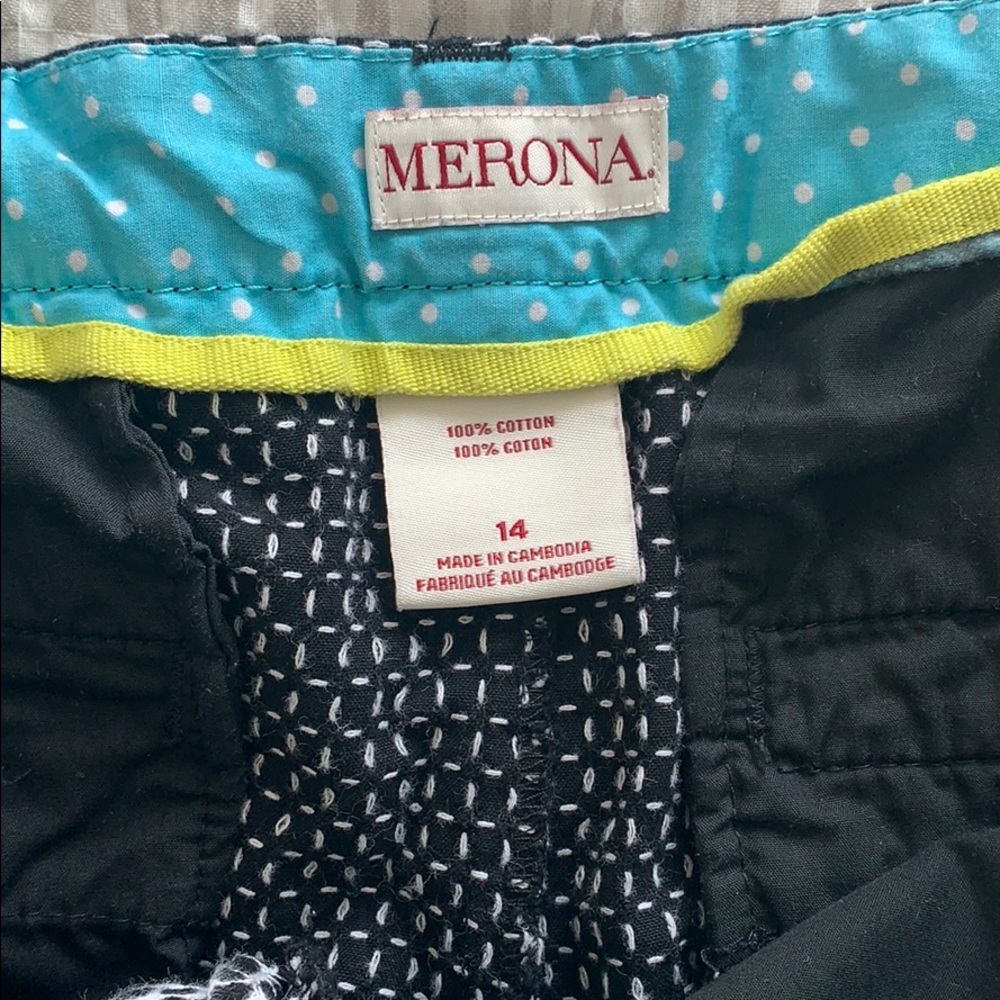 MERONA.
100% COTTON
100% COTON
14
MADE IN CAMBODIA
FABRIQUÉ AU CAMBODGE